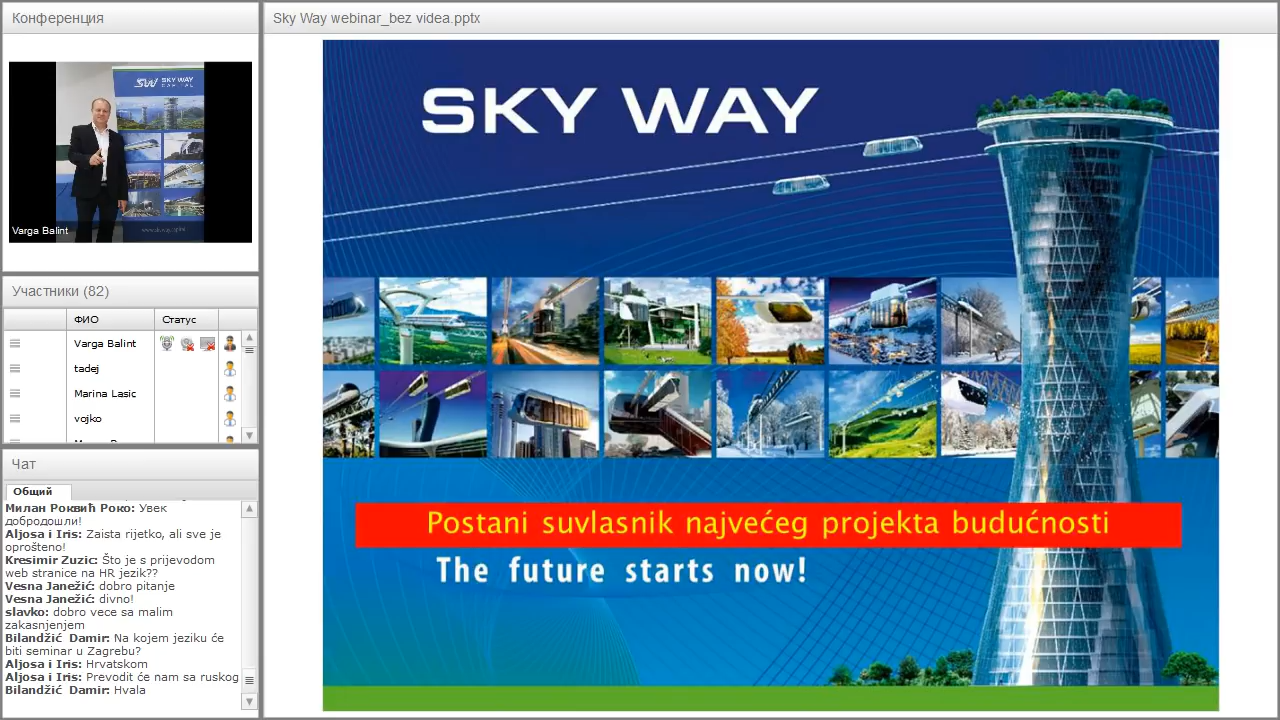 Конференция
SKY WAY
CAPITAL
Varga Balint
Участники (82)
ФИО
Статус
Varga Balint
tadej
Marina Lasic
vojko
Чат
Общий
Милан Роквић Роко: Увек
добродошли!
Aljosa i Iris: Zaista rijetko, ali sve je
oprošteno!
Kresimir Zuzic: Što je s prijevodom
web stranice na HR jezik??
Vesna Janežić: dobro pitanje
Vesna Janežić: divno!
slavko: dobro vece sa malim
zakasnjenjem
Bilandžić Damir: Na kojem jeziku će
biti seminar u Zagrebu?
Aljosa i Iris: Hrvatskom
Aljosa i Iris: Prevodit će nam sa ruskog
Bilandžić Damir: Hvala
Sky Way webinar_bez videa.pptx
SKY WAY
Postani suvlasnik najvećeg projekta budućnosti
The future starts now!